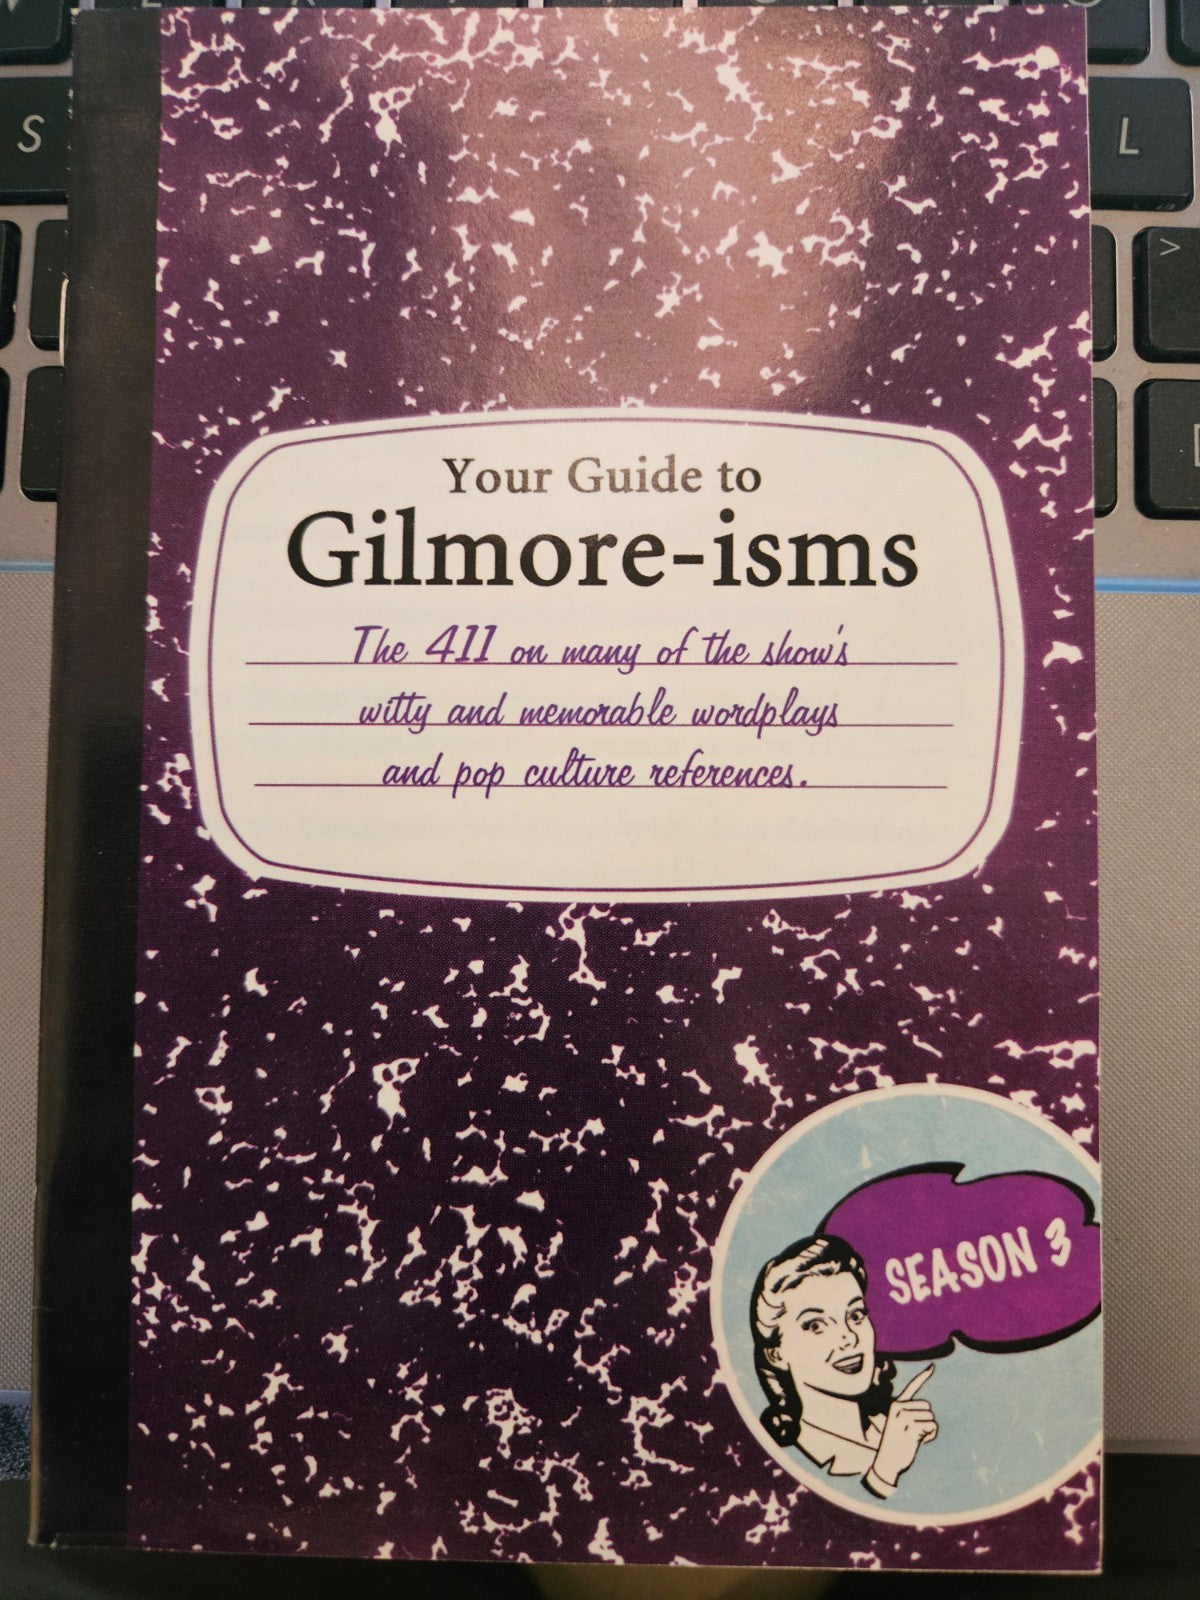 S
L
>
Your Guide to
Gilmore-isms
The 411 on many of the show's
witty and memorable wordplays
and pop culture references.
SEASON 3